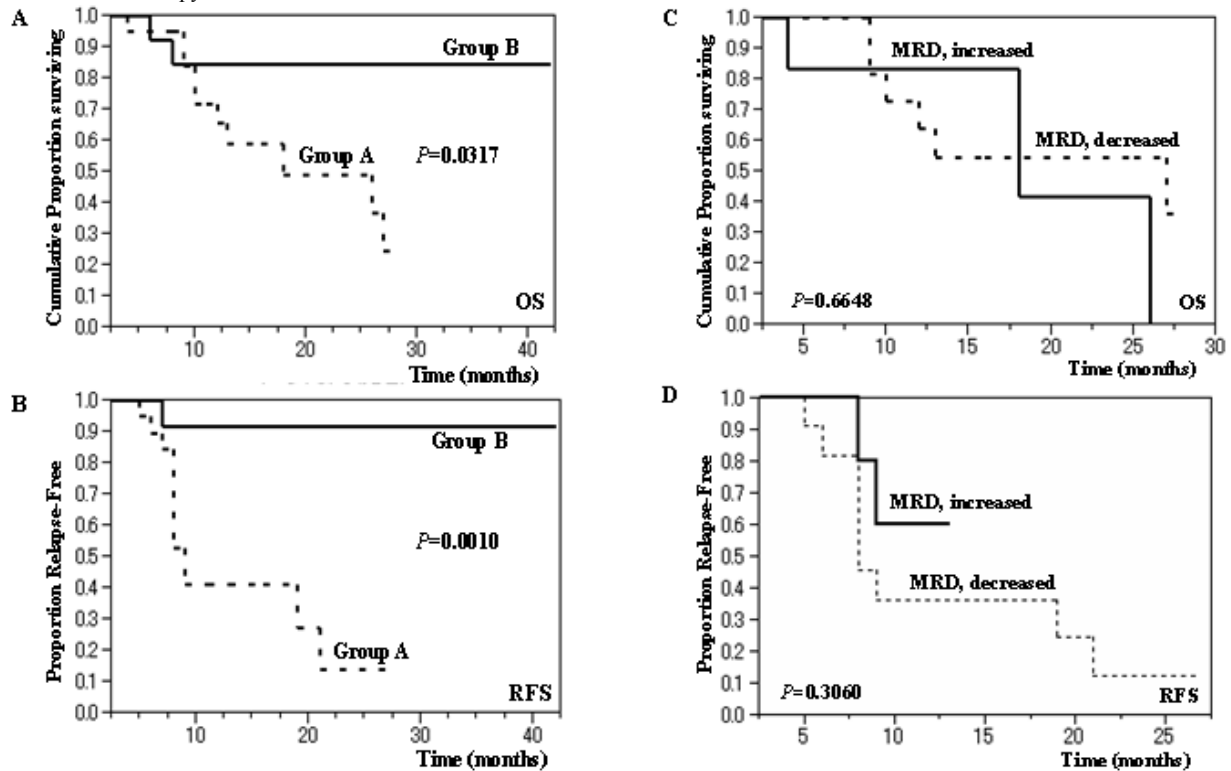 A
Cumulative Proportion surviving
1.0
0.9
0.8
0.7
0.6
0.5
0.4
0.3
0.2
0.1
0.0
Group B
Group A
P=0.0317
OS
10
20
30
40
Time (months)
B
Proportion Relapse-Free
1.0
0.9
0.8
0.7
0.6
0.5
0.4
0.3
0.2
0.1
0.0
Group B
P=0.0010
Group A
RFS
10
20
30
40
Time (months)
C
Cumulative Proportion surviving
1.0
0.9
0.8
0.7
0.6
0.5
0.4
0.3
0.2
0.1
0.0
MRD, increased
MRD, decreased
P=0.6648
OS
5
10
15
20
25
30
Time (months)
D
Proportion Relapse-Free
1.0
0.9
0.8
0.7
0.6
0.5
0.4
0.3
0.2
0.1
0.0
MRD, increased
MRD, decreased
P=0.3060
RFS
5
10
15
20
25
Time (months)